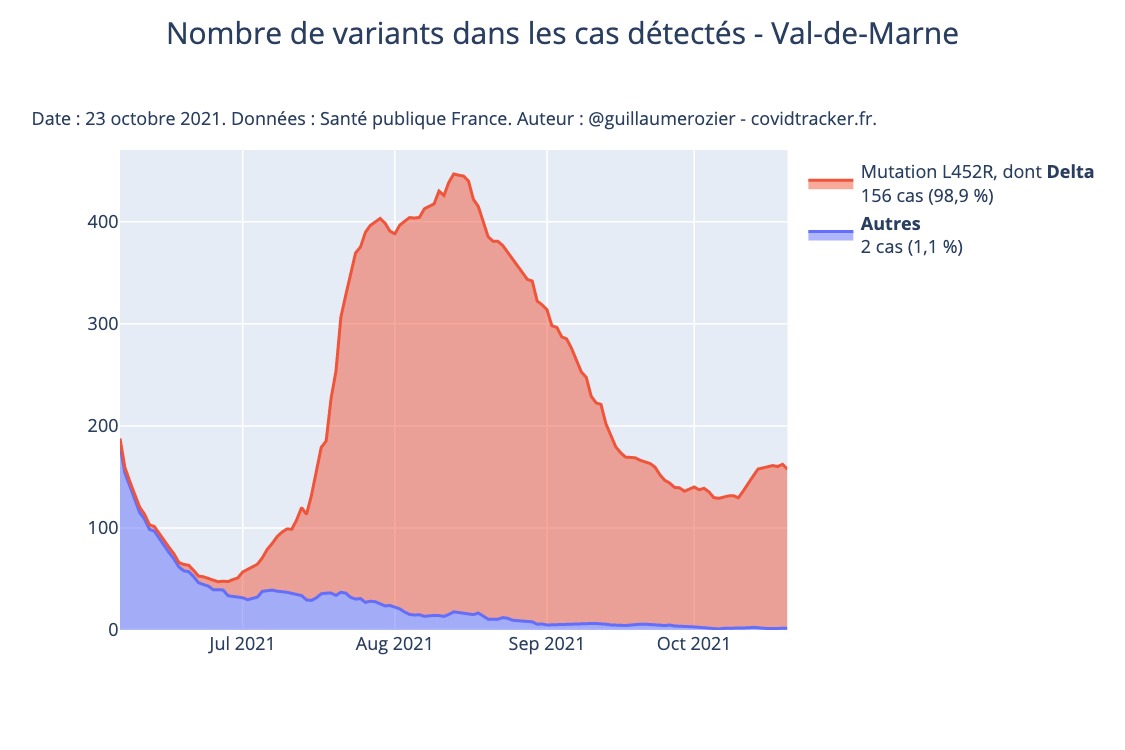 Nombre de variants dans les cas détectés - Val-de-Marne
Date : 23 octobre 2021. Données : Santé publique France. Auteur : @guillaumerozier - covidtracker.fr.
Mutation L452R, dont Delta
156 cas (98,9 %)
Autres
2 cas (1,1 %)
400
300
200
100
0
Jul 2021
Aug 2021
Sep 2021
Oct 2021